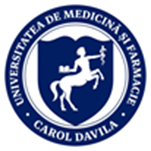 UNIVERSITATEA DE MEDICINĂ ȘI FARMACIE
• CAROL DAVILA •